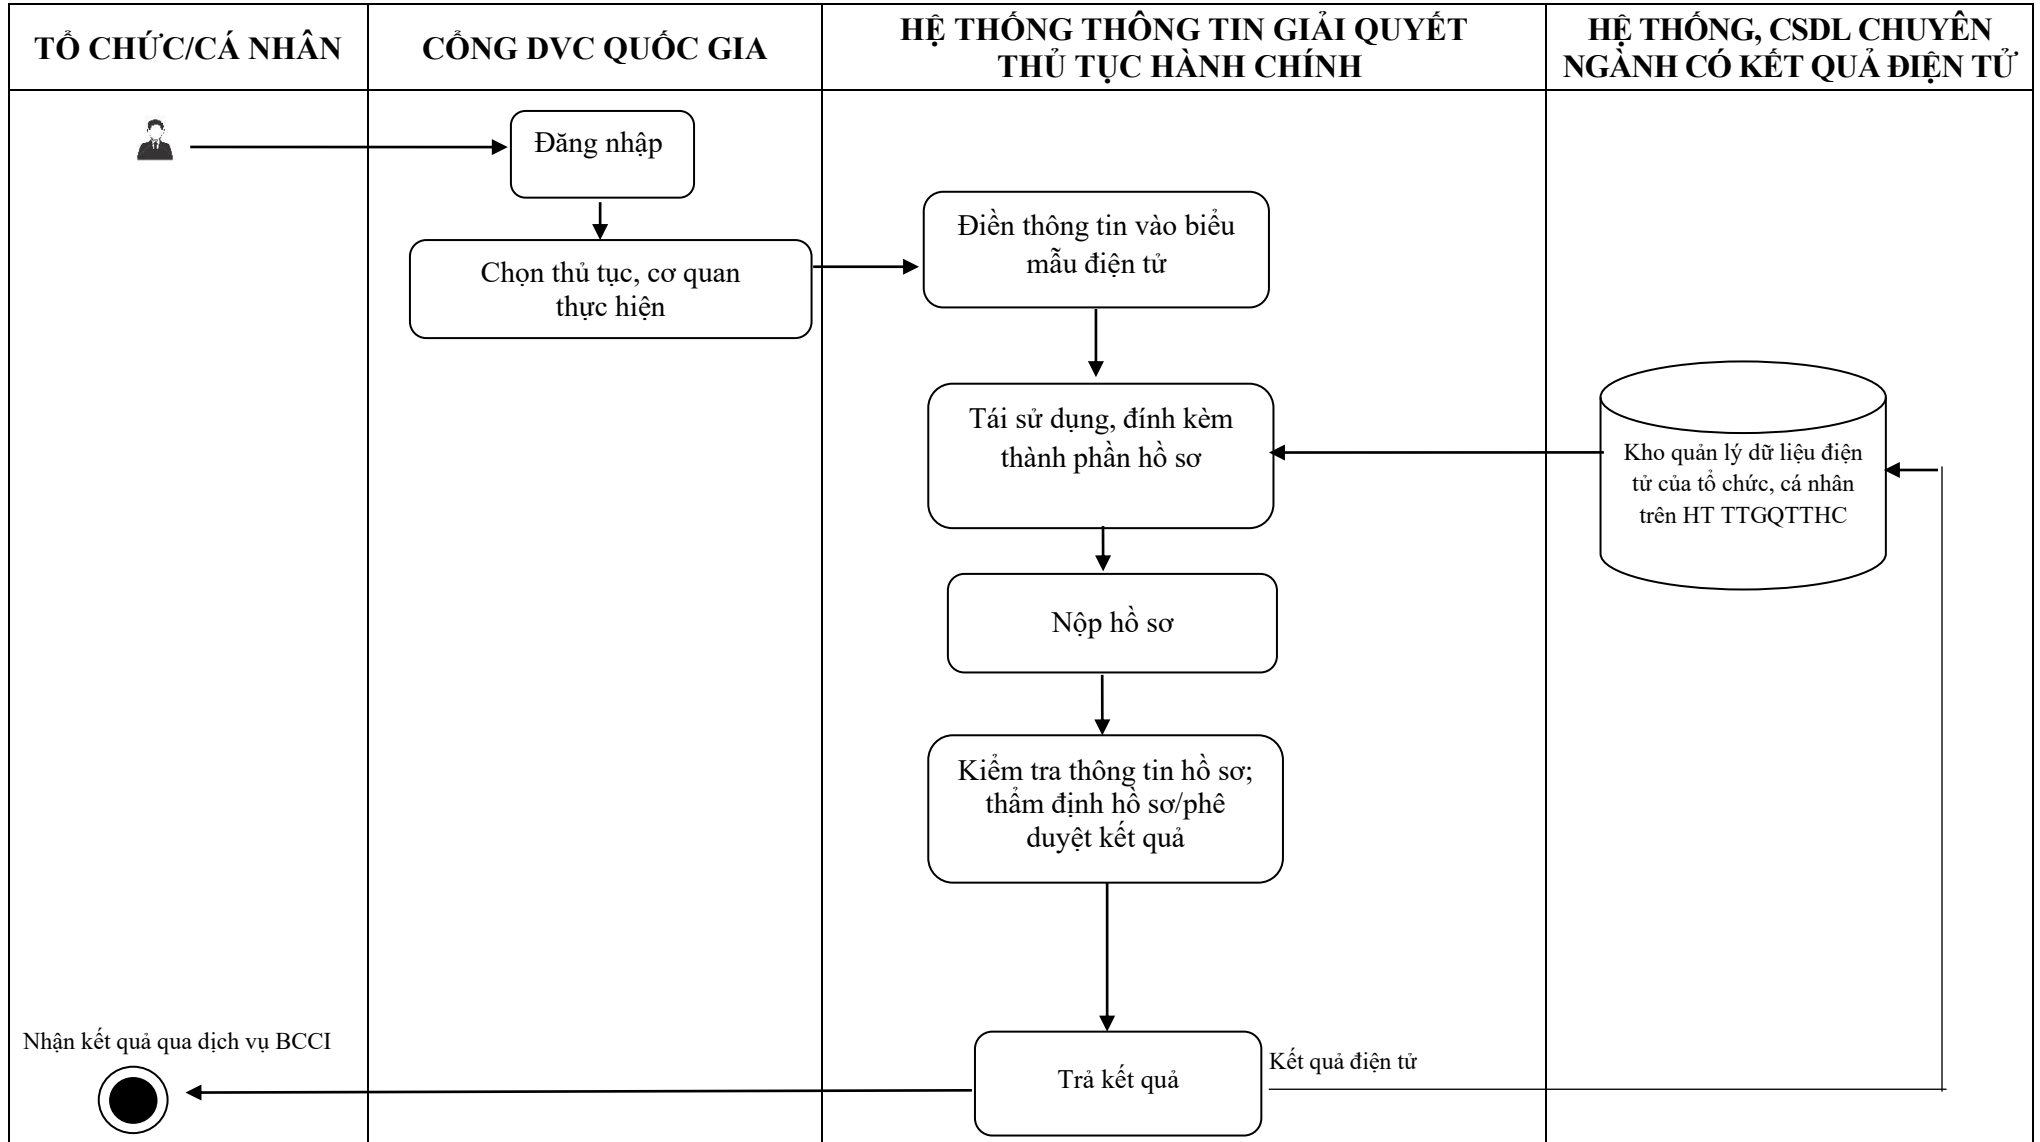 TỔ CHỨC/CÁ NHÂN
CỔNG DVC QUỐC GIA
HỆ THỐNG THÔNG TIN GIẢI QUYẾT
THỦ TỤC HÀNH CHÍNH
HỆ THỐNG, CSDL CHUYÊN
NGÀNH CÓ KẾT QUẢ ĐIỆN TỬ
Đăng nhập
Chọn thủ tục, cơ quan
thực hiện
Điền thông tin vào biểu
mẫu điện tử
Tái sử dụng, đính kèm
thành phần hồ sơ
Kho quản lý dữ liệu điện
tử của tổ chức, cá nhân
trên HT TTGQTTHC
Nộp hồ sơ
Kiểm tra thông tin hồ sơ;
thẩm định hồ sơ/phê
duyệt kết quả
Nhận kết quả qua dịch vụ BCCI
Trả kết quả
Kết quả điện tử